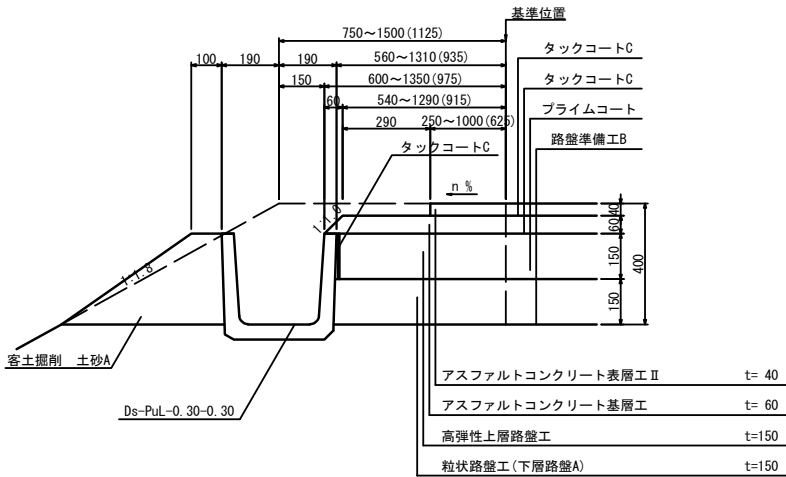 基準位置
750～1500(1125)
タックコートC
100
190
190
560～1310(935)
タックコートC
150
600～1350(975)
60
540～1290(915)
プライムコート
290
250～1000(625)
路盤準備工B
タックコートC
n %
40
1:1.0
60
1:1.8
150
400
150
客土掘削 土砂A
アスファルトコンクリート表層工Ⅱ t= 40
Ds-PuL-0.30-0.30
アスファルトコンクリート基層工 t= 60
高弾性上層路盤工 t=150
粒状路盤工(下層路盤A) t=150